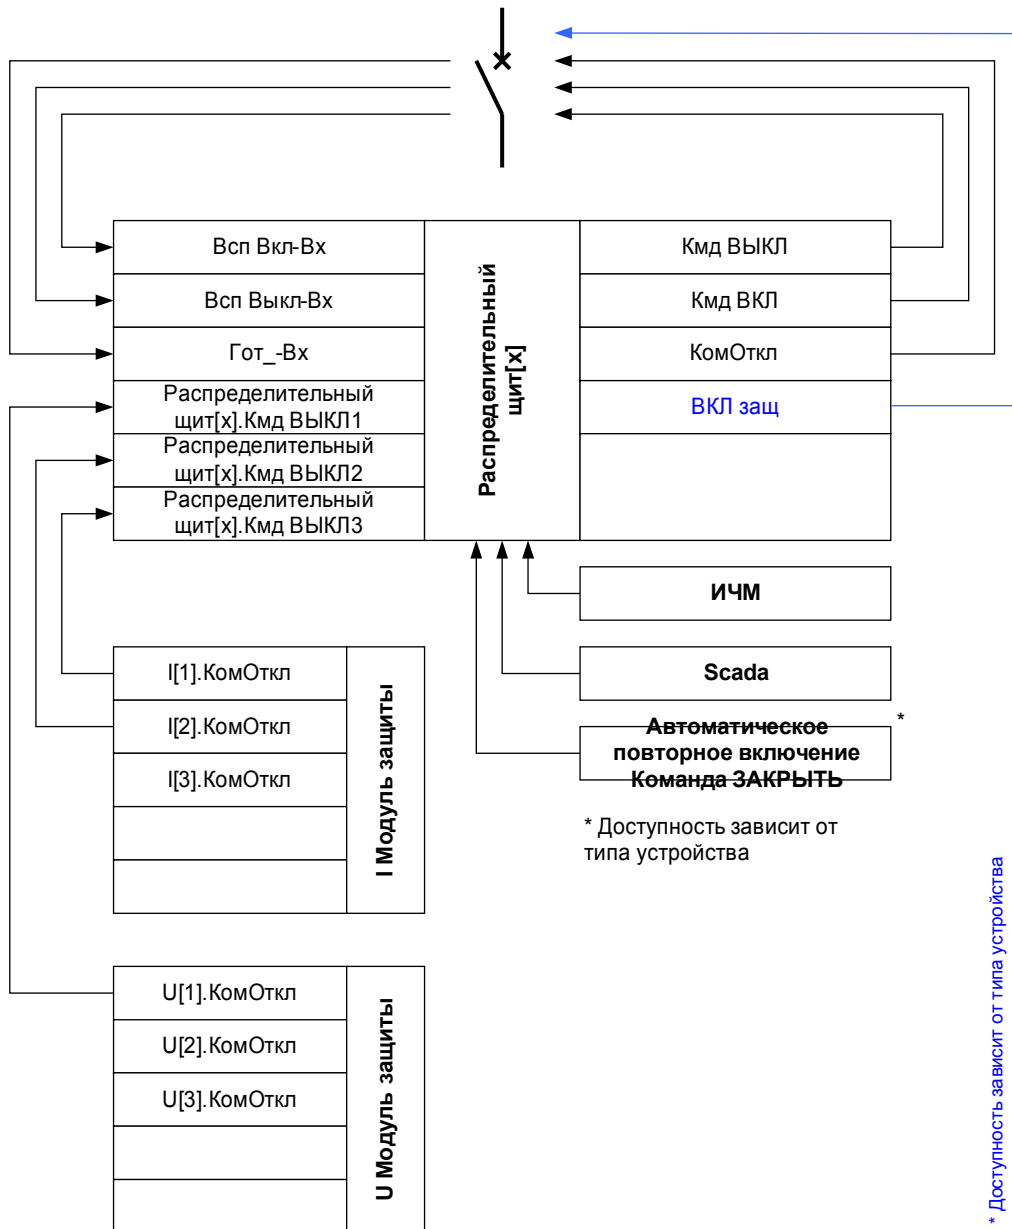 Всп Вкл-Вх
Всп Выкл-Вх
Гот_-Вх
Распределительный
щит[x].Кмд ВЫКЛ1
Распределительный
щит[x].Кмд ВЫКЛ2
Распределительный
щит[x].Кмд ВЫКЛ3
Распределительный
щит[x]
Кмд ВЫКЛ
Кмд ВКЛ
КомОткл
ВКЛ защ
ИЧМ
Scada
Автоматическое
повторное включение
Команда ЗАКРЫТЬ
*
* Доступность зависит от
типа устройства
I[1].КомОткл
I[2].КомОткл
I[3].КомОткл
I Модуль защиты
U[1].КомОткл
U[2].КомОткл
U[3].КомОткл
U Модуль защиты
* Доступность зависит от типа устройства